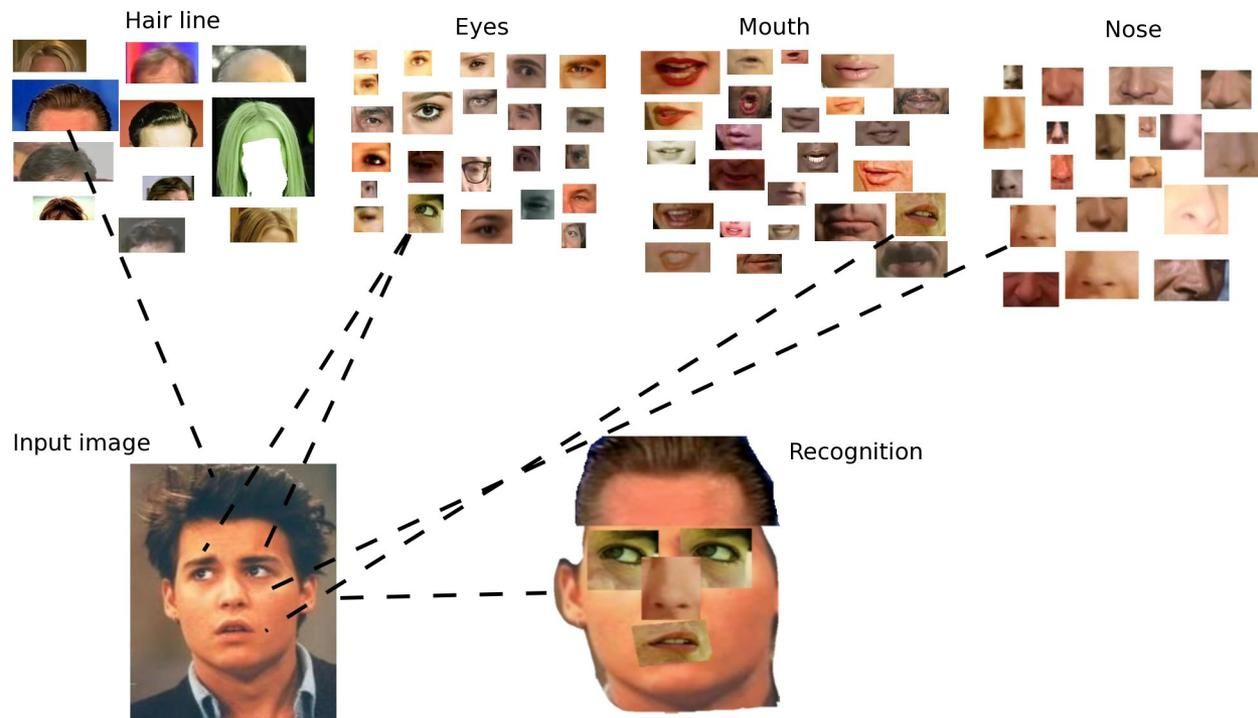 Hair line
Eyes
Mouth
Nose
Input image
Recognition